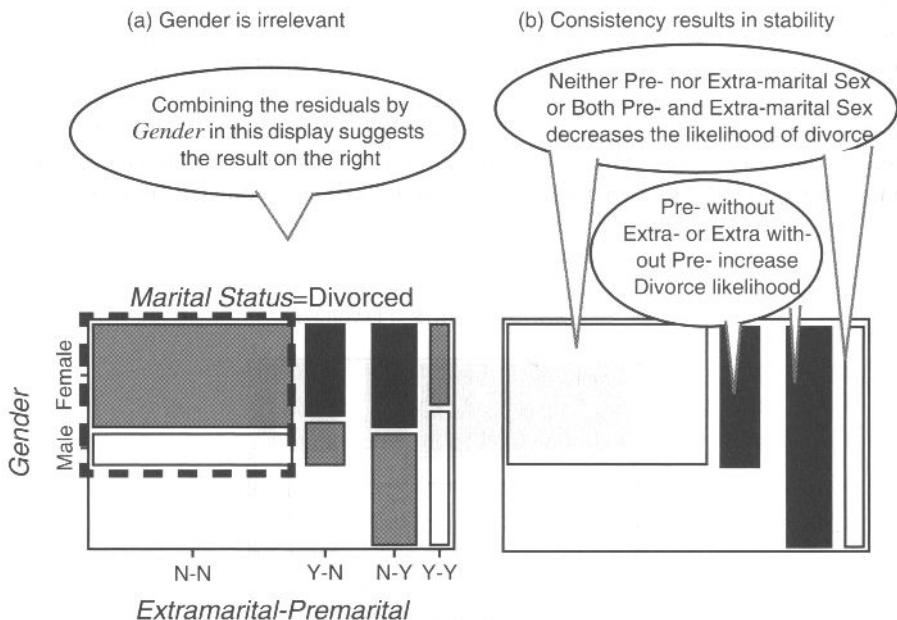 (a) Gender is irrelevant
(b) Consistency results in stability
Combining the residuals by
Gender in this display suggests
the result on the right
Neither Pre- nor Extra-marital Sex
or Both Pre- and Extra-marital Sex
decreases the likelihood of divorce
Pre- without
Extra- or Extra with-
out Pre- increase
Divorce likelihood
Marital Status=Divorced
Gender
Female
Male
N-N
Y-N
N-Y
Y-Y
Extramarital-Premarital